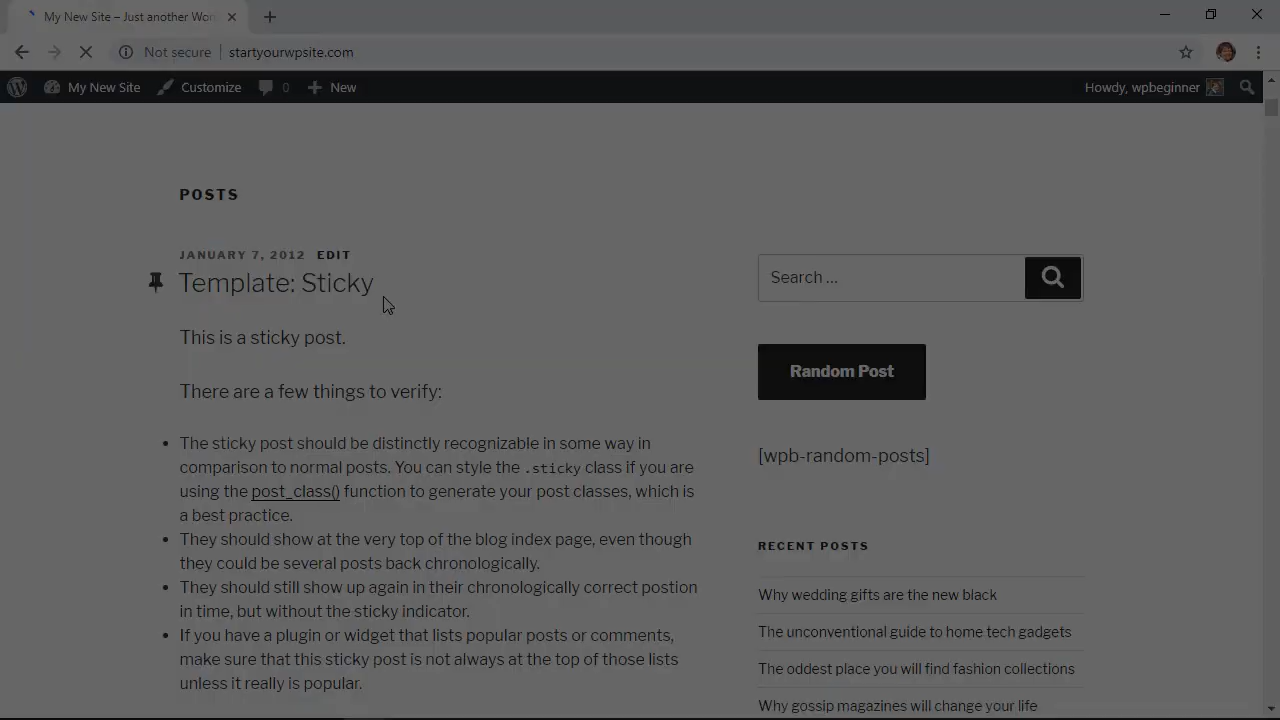 My New Site – Just another Wor
Not secure
startyourwpsite.com
My New Site
Customize
0
New
Howdy, wpbeginner
POSTS
JANUARY 7, 2012 EDIT
Template: Sticky
This is a sticky post.
There are a few things to verify:
The sticky post should be distinctly recognizable in some way in
comparison to normal posts. You can style the .sticky class if you are
using the post_class() function to generate your post classes, which is
a best practice.
They should show at the very top of the blog index page, even though
they could be several posts back chronologically.
They should still show up again in their chronologically correct postion
in time, but without the sticky indicator.
If you have a plugin or widget that lists popular posts or comments,
make sure that this sticky post is not always at the top of those lists
unless it really is popular.
Search …
Random Post
[wpb-random-posts]
RECENT POSTS
Why wedding gifts are the new black
The unconventional guide to home tech gadgets
The oddest place you will find fashion collections
Why gossip magazines will change your life